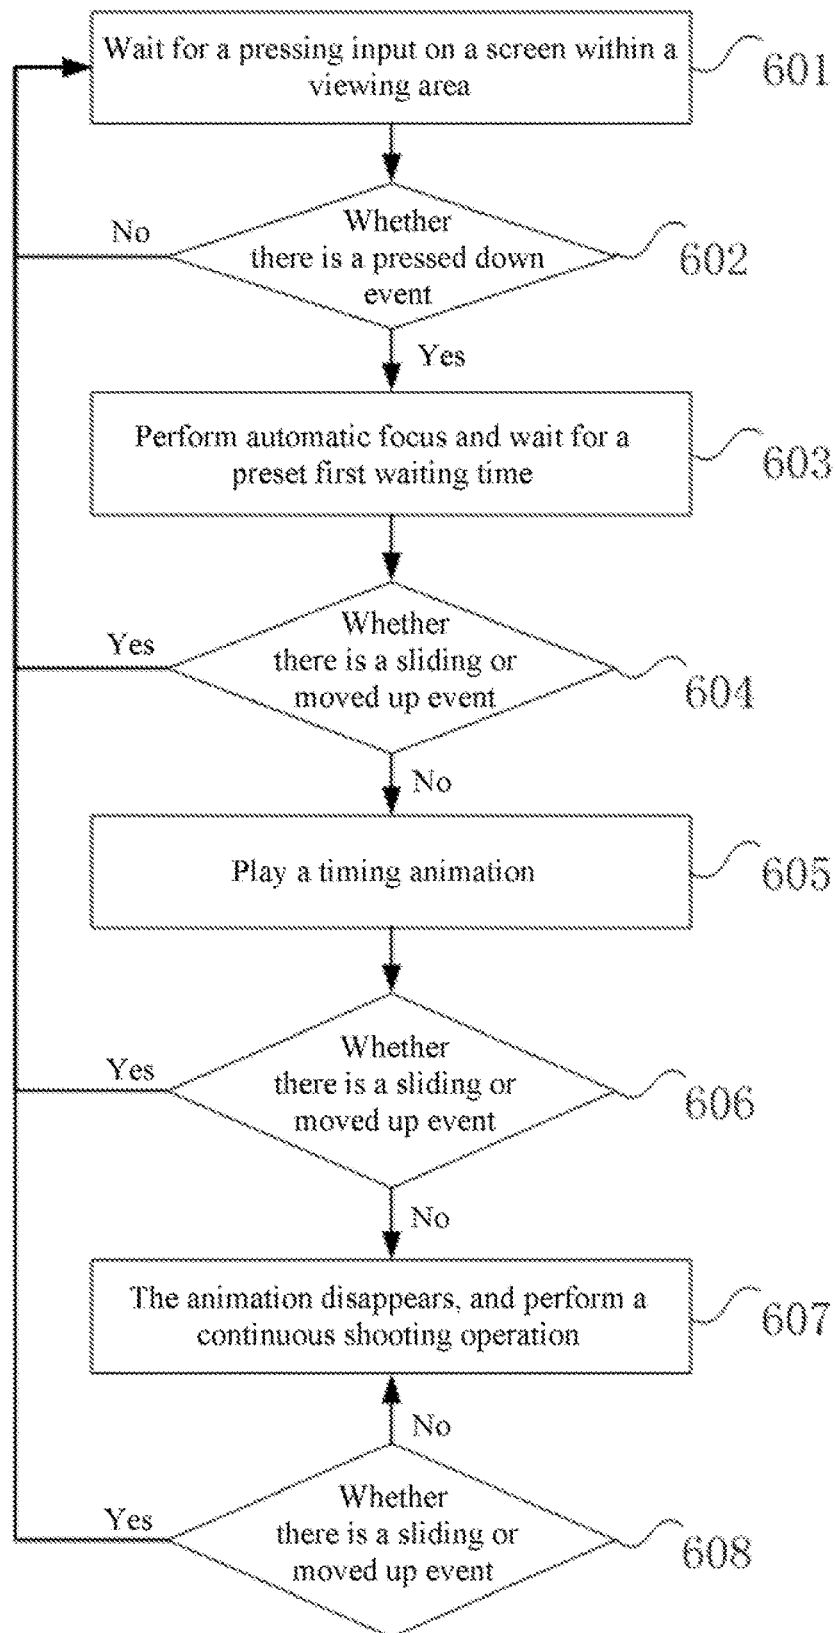 Wait for a pressing input on a screen within a
viewing area
601
No
Whether
there is a pressed down
event
602
Yes
Perform automatic focus and wait for a
preset first waiting time
603
Yes
Whether
there is a sliding or
moved up event
604
No
Play a timing animation
605
Yes
Whether
there is a sliding or
moved up event
606
No
The animation disappears, and perform a
continuous shooting operation
607
No
Yes
Whether
there is a sliding or
moved up event
608